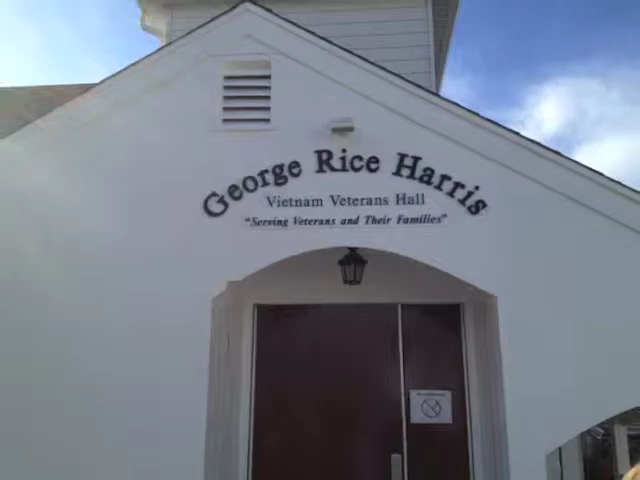 George Rice Harris
Vietnam Veterans Hall
"Serving Veterans and Their Families"